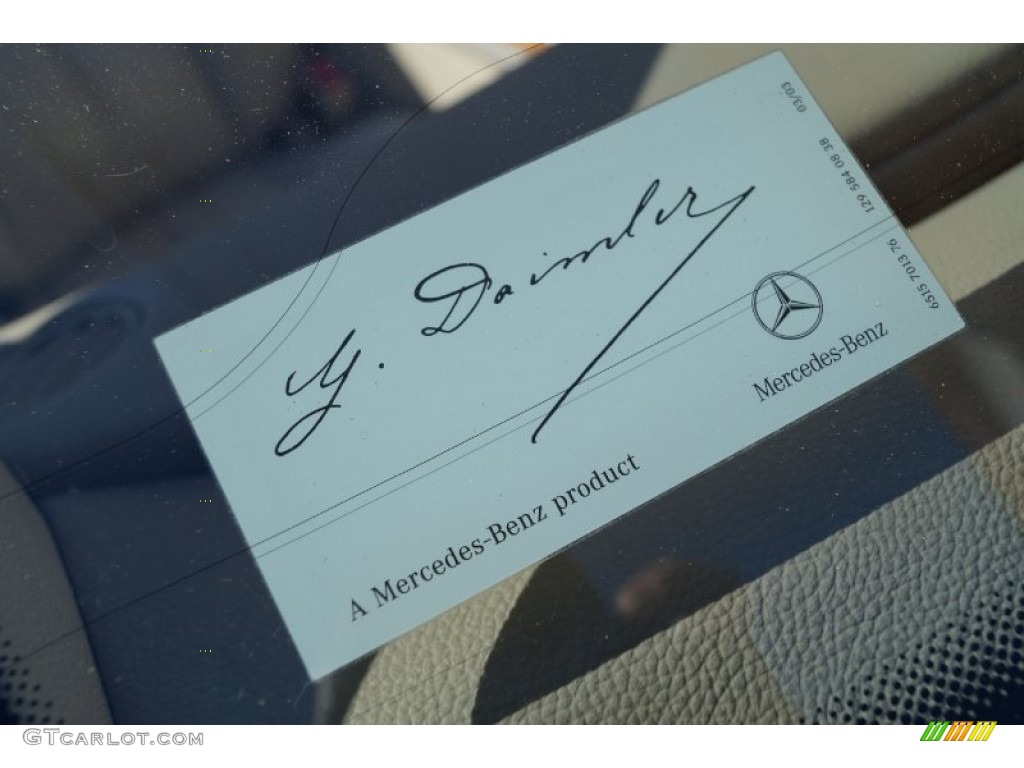 03/03
129 584 08 38
6515 7013 76
G. Daimler
Mercedes-Benz
A Mercedes-Benz product
GTCARLOT.COM